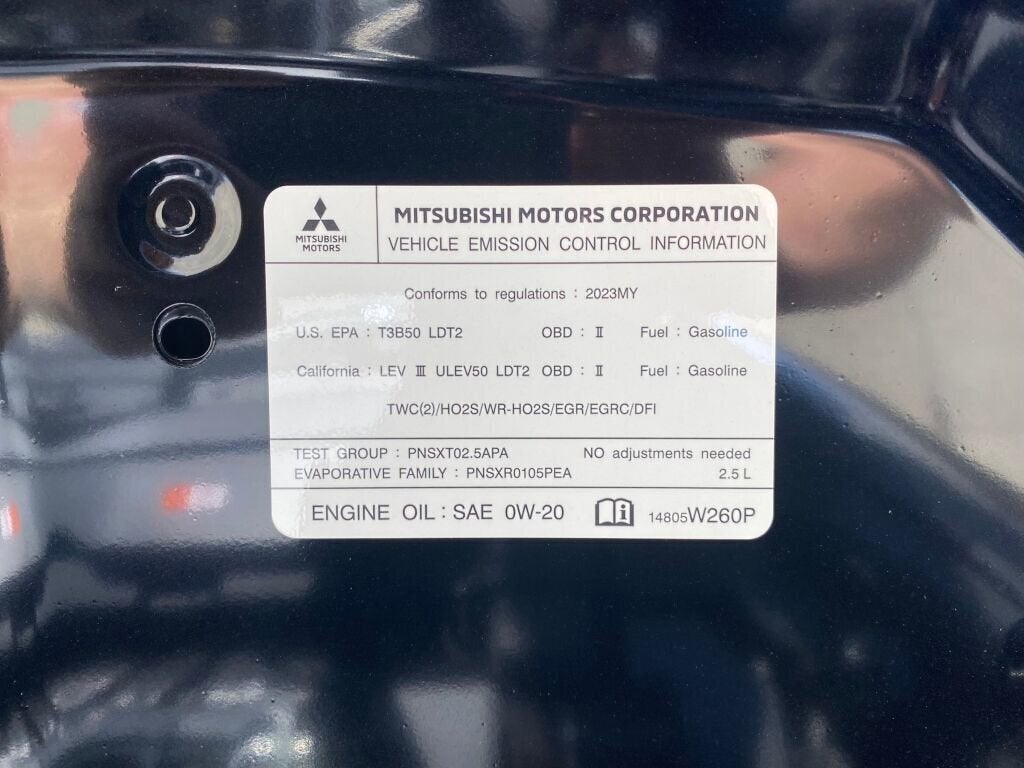 MITSUBISHI
MOTORS
MITSUBISHI MOTORS CORPORATION
VEHICLE EMISSION CONTROL INFORMATION
Conforms to regulations : 2023MY
U.S. EPA : T3B50 LDT2 OBD : Ⅱ Fuel : Gasoline
California : LEV Ⅲ ULEV50 LDT2 OBD : Ⅱ Fuel : Gasoline
TWC(2)/HO2S/WR-HO2S/EGR/EGRC/DFI
TEST GROUP : PNSXT02.5APA NO adjustments needed
EVAPORATIVE FAMILY : PNSXR0105PEA 2.5 L
ENGINE OIL : SAE 0W-20 14805W260P